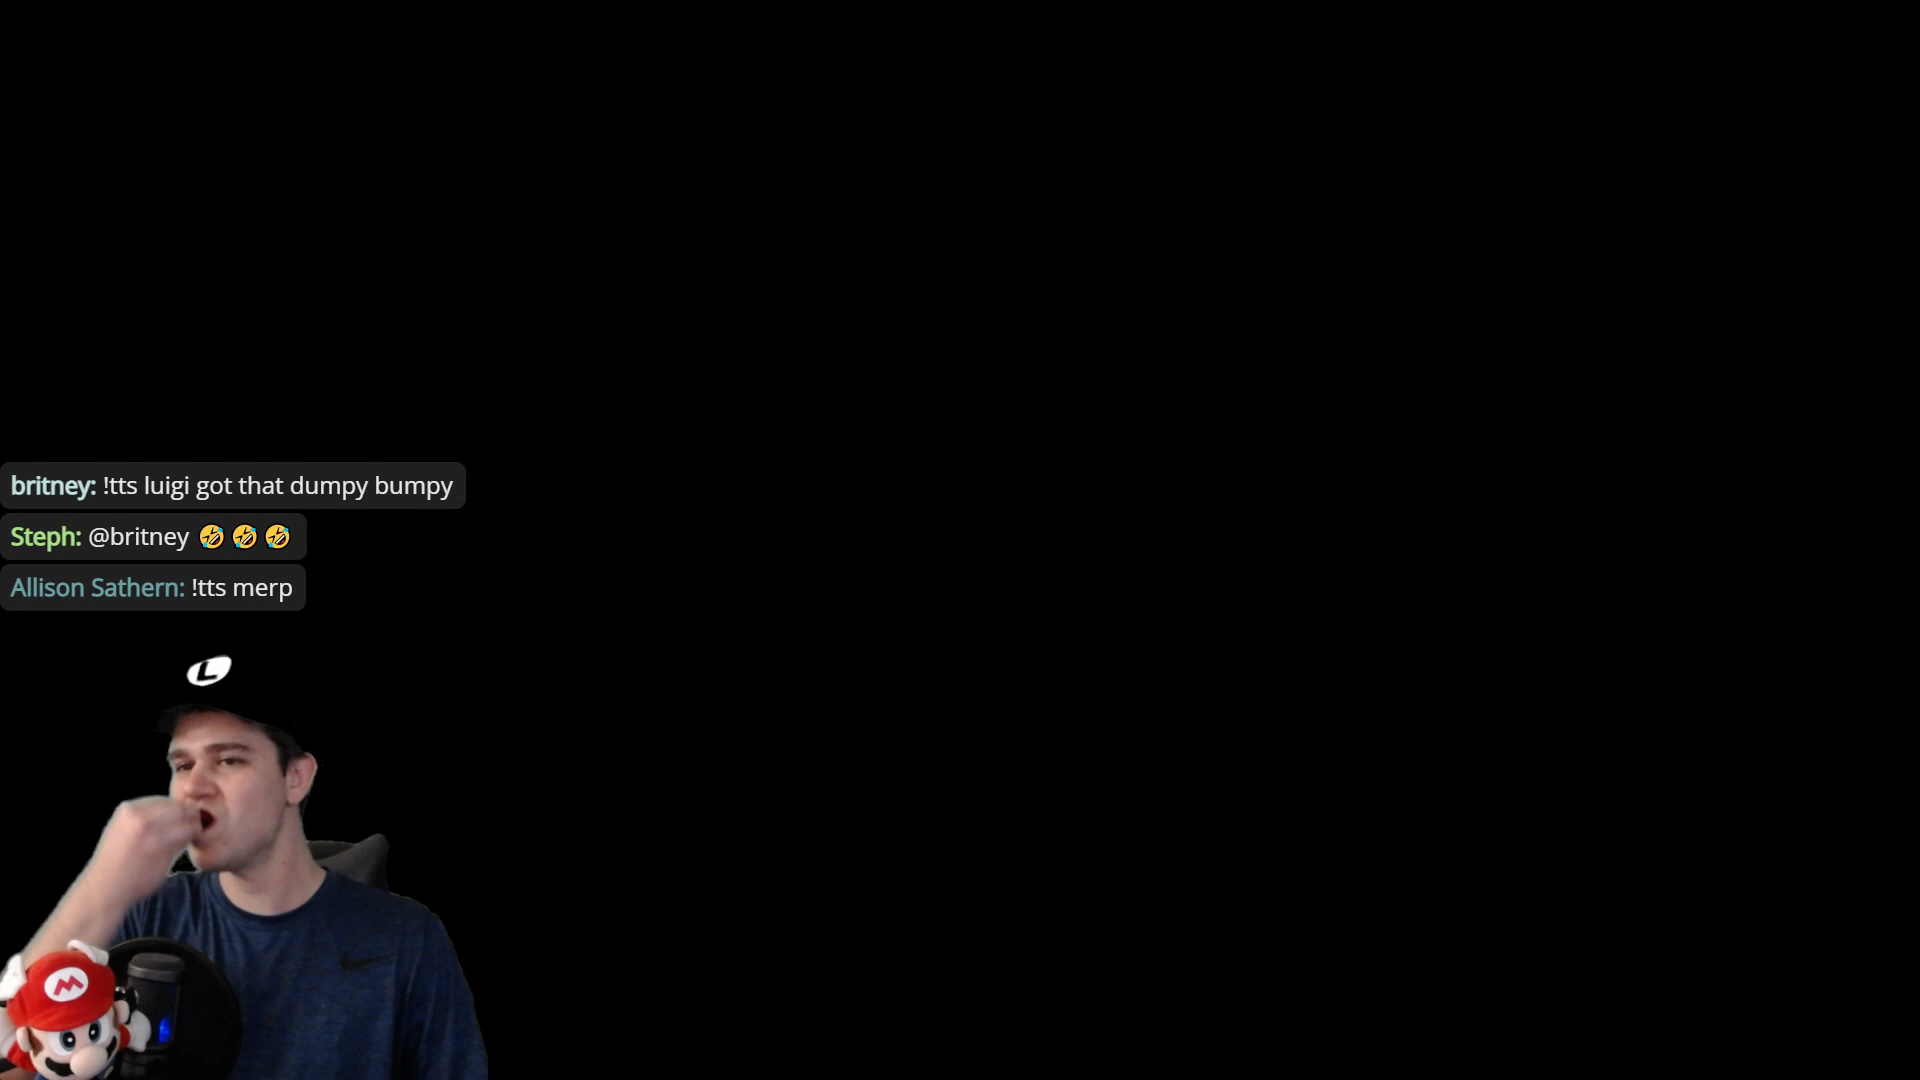 britney: !tts luigi got that dumpy bumpy
Steph: @britney 🤣 🤣 🤣
Allison Sathern: !tts merp
L
M